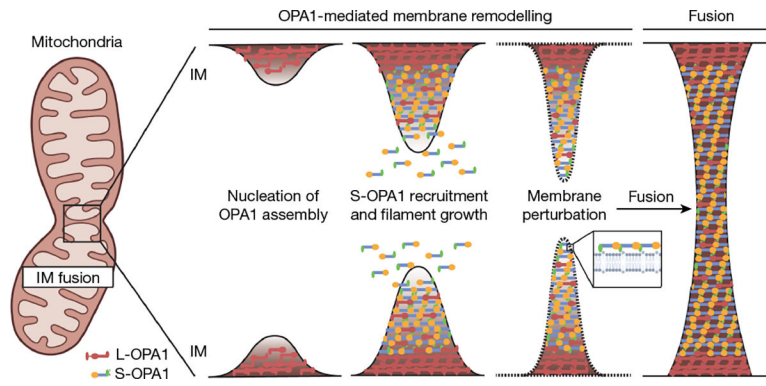 OPA1-mediated membrane remodelling
Fusion
Mitochondria
IM
Nucleation of
OPA1 assembly
S-OPA1 recruitment
and filament growth
Membrane
perturbation
Fusion
IM fusion
IM
L-OPA1
S-OPA1